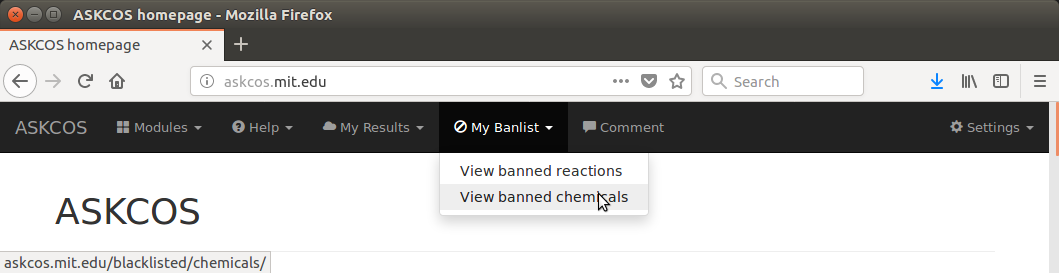 ASKCOS homepage - Mozilla Firefox
ASKCOS homepage
askcos.mit.edu
Search
ASKCOS Modules Help My Results My Banlist Comment Settings
View banned reactions
View banned chemicals
ASKCOS
askcos.mit.edu/blacklisted/chemicals/